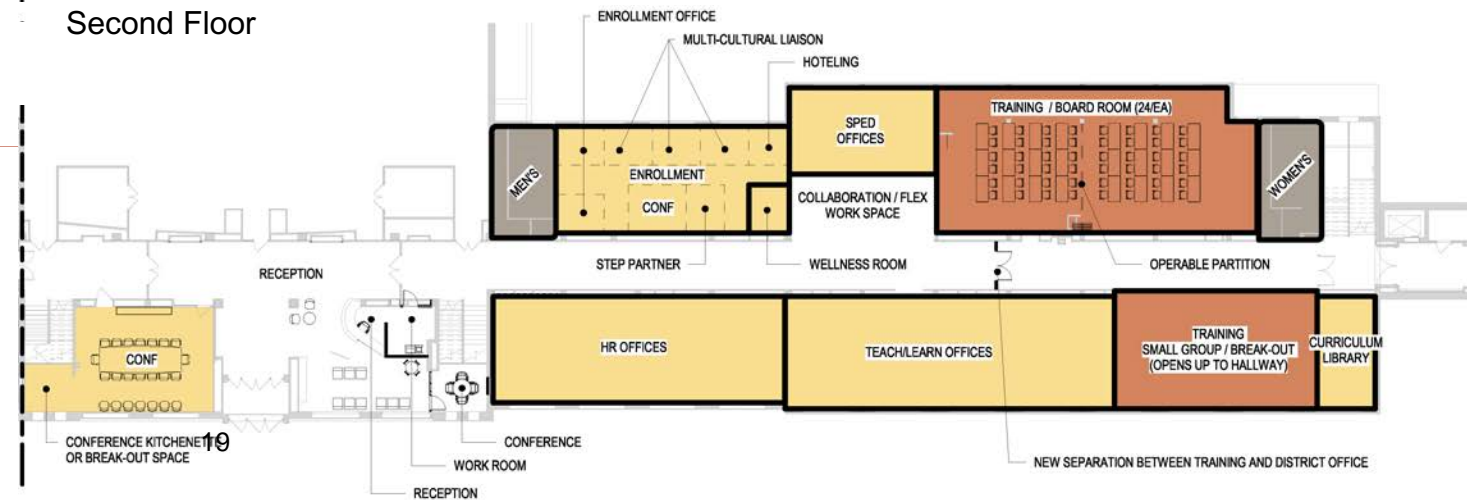 Second Floor
ENROLLMENT OFFICE
MULTI-CULTURAL LIAISON
HOTELING
MEN'S
ENROLLMENT
CONF
SPED
OFFICES
TRAINING / BOARD ROOM (24/EA)
WOMEN'S
COLLABORATION / FLEX
WORK SPACE
STEP PARTNER
WELLNESS ROOM
OPERABLE PARTITION
RECEPTION
CONF
HR OFFICES
TEACH/LEARN OFFICES
TRAINING
SMALL GROUP / BREAK-OUT
(OPENS UP TO HALLWAY)
CURRICULUM
LIBRARY
CONFERENCE KITCHENETTE
OR BREAK-OUT SPACE
19
CONFERENCE
WORK ROOM
RECEPTION
NEW SEPARATION BETWEEN TRAINING AND DISTRICT OFFICE